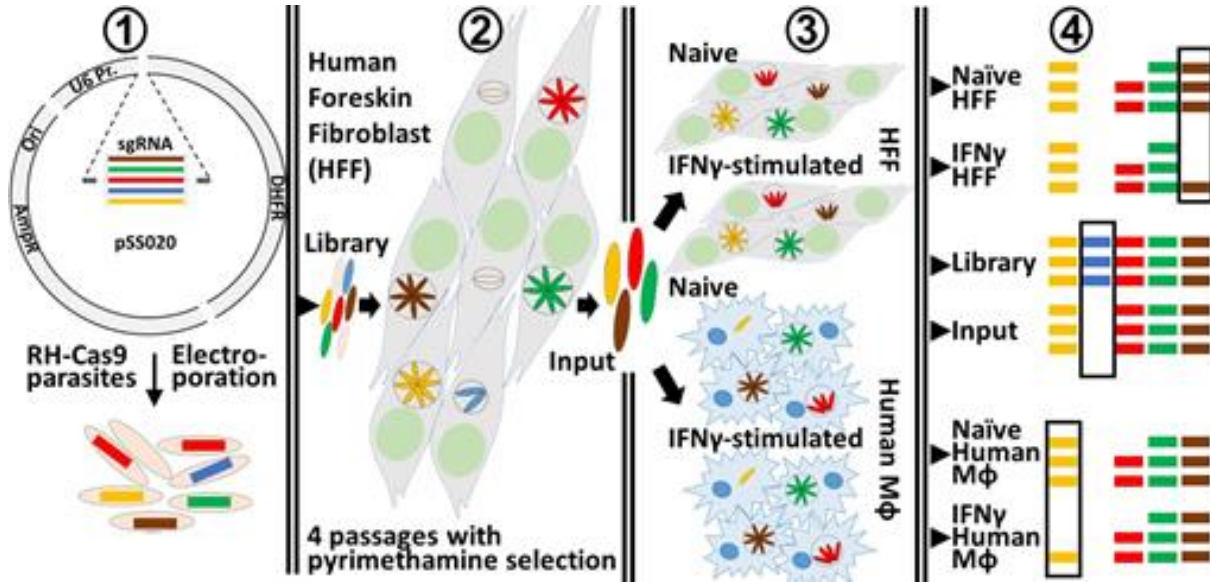 1
U6 Pr.
Ori
AmpR
DHFR
sgRNA
pSS020
RH-Cas9
parasites
Electro-
poration
2
Human
Foreskin
Fibroblast
(HFF)
Library
Input
4 passages with
pyrimethamine selection
3
Naive
HFF
IFNγ-stimulated
Naive
Human Mϕ
IFNγ-stimulated
4
Naïve
HFF
IFNγ
HFF
Library
Input
Naïve
Human
Mϕ
IFNγ
Human
Mϕ